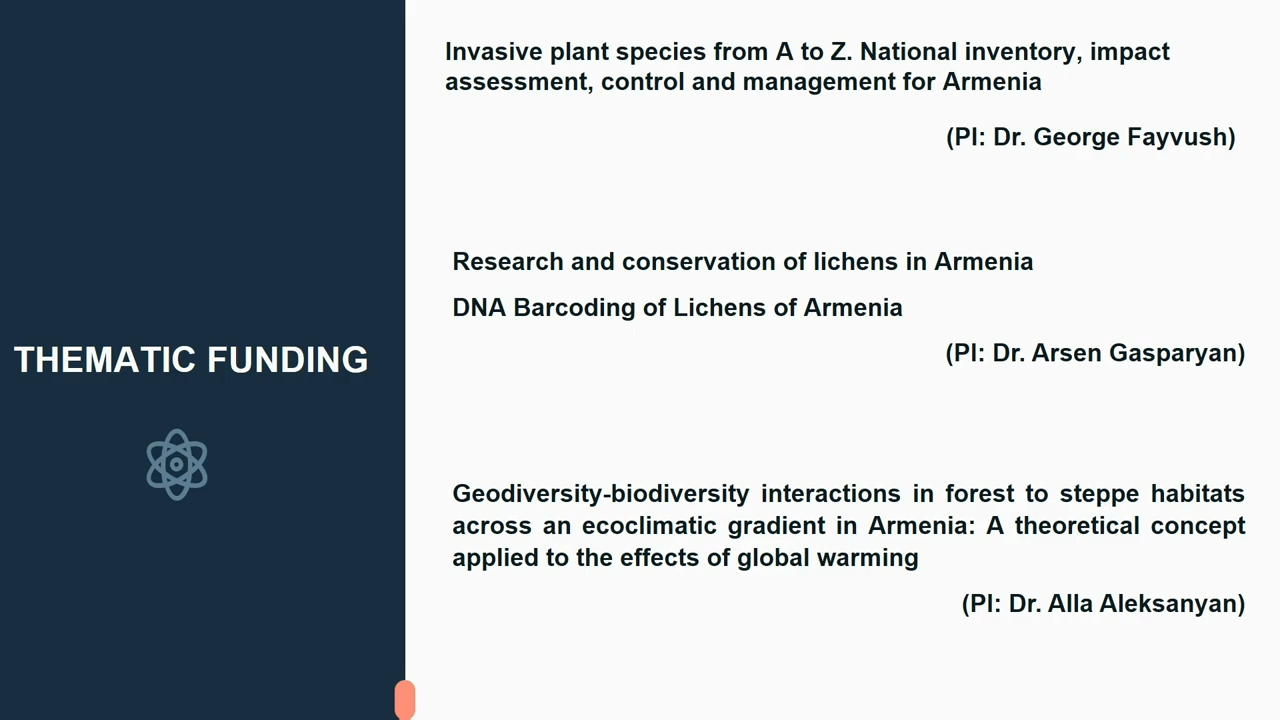 THEMATIC FUNDING
Invasive plant species from A to Z. National inventory, impact
assessment, control and management for Armenia
(PI: Dr. George Fayvush)
Research and conservation of lichens in Armenia
DNA Barcoding of Lichens of Armenia
(PI: Dr. Arsen Gasparyan)
Geodiversity-biodiversity interactions in forest to steppe habitats
across an ecoclimatic gradient in Armenia: A theoretical concept
applied to the effects of global warming
(PI: Dr. Alla Aleksanyan)